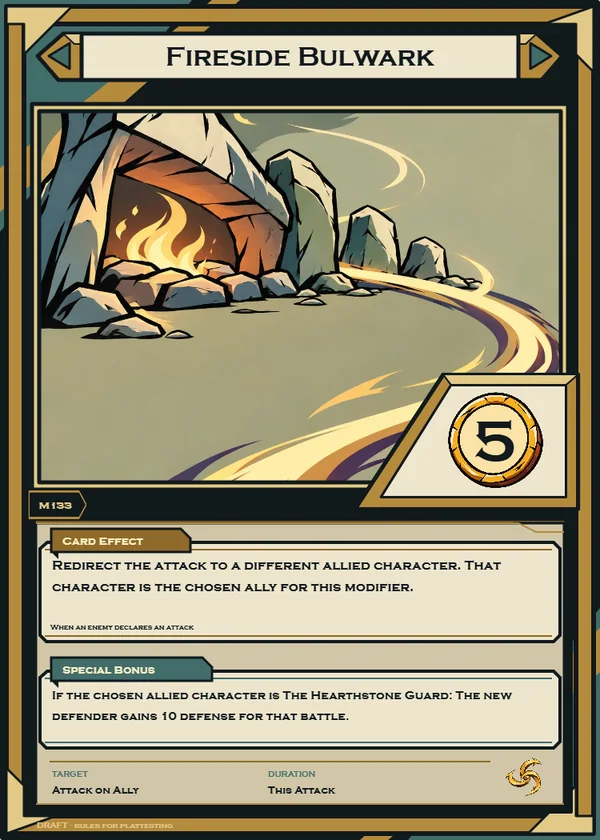 Fireside Bulwark
5
M133
Card Effect
Redirect the attack to a different allied character. That
character is the chosen ally for this modifier.
When an enemy declares an attack
Special Bonus
If the chosen allied character is The Hearthstone Guard: The new
defender gains 10 defense for that battle.
Target
Duration
Attack on Ally
This Attack
DRAFT Rules for playtesting